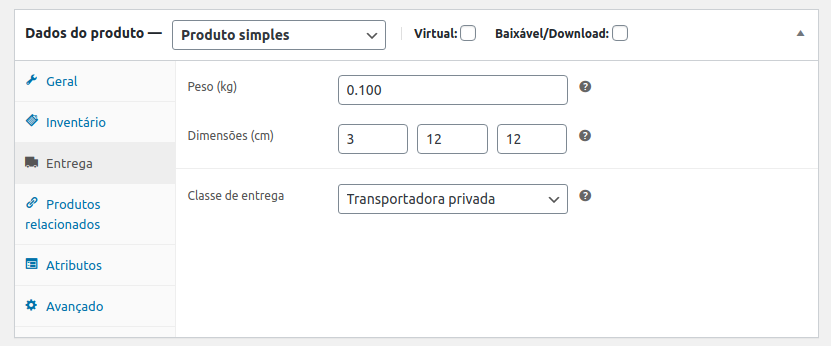 Dados do produto — Produto simples Virtual: Baixável/Download:
Geral
Inventário
Entrega
Produtos
relacionados
Atributos
Avançado
Peso (kg) 0.100
Dimensões (cm) 3 12 12
Classe de entrega Transportadora privada